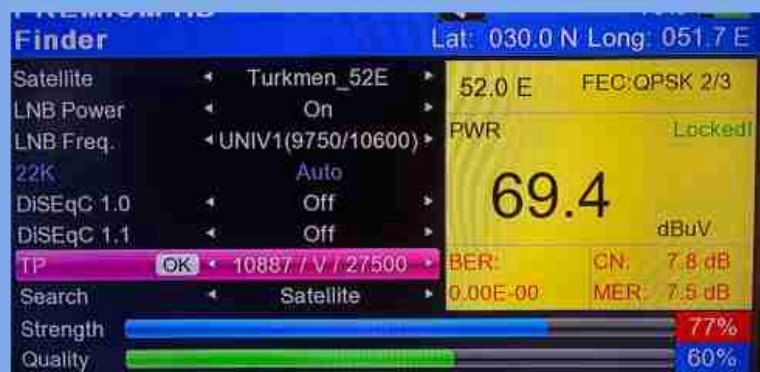 Finder
Lat: 030.0 N Long: 051.7 E
Satellite Turkmen_52E
LNB Power On
LNB Freq. UNIV1(9750/10600)
22K Auto
DiSEqC 1.0 Off
DiSEqC 1.1 Off
TP OK 10887 / V / 27500
Search Satellite
52.0 E FEC:QPSK 2/3
PWR Locked!
69.4
dBuV
BER: CN: 7.8 dB
0.00E-00 MER: 7.5 dB
Strength 77%
Quality 60%